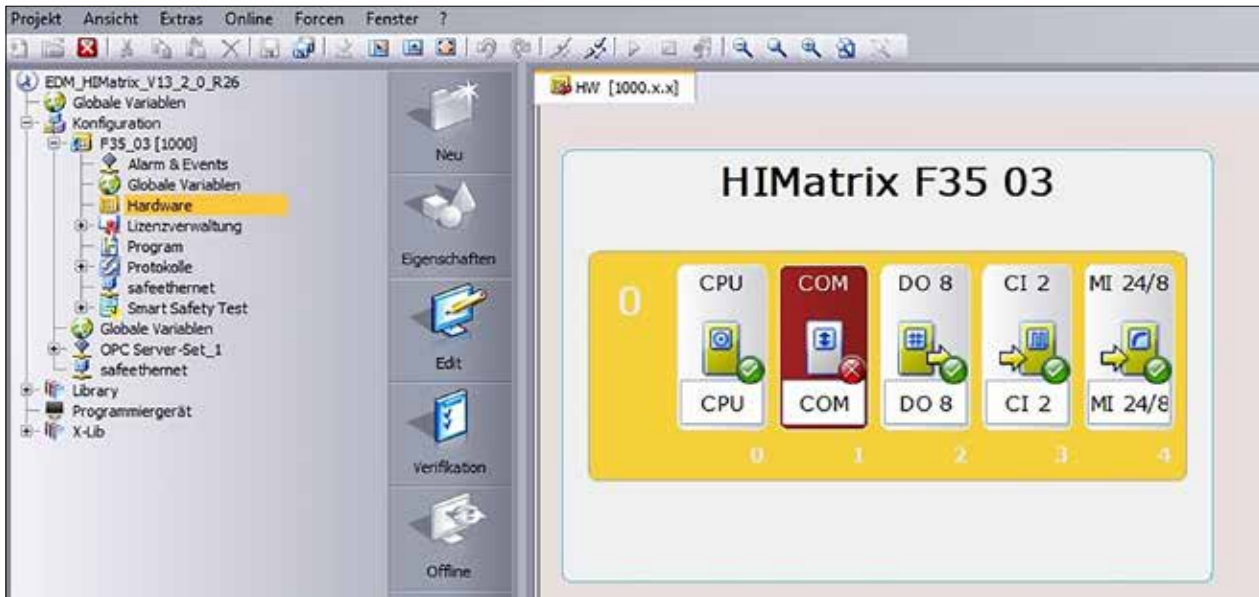 Projekt Ansicht Extras Online Forcen Fenster ?
EDM_HIMatrix_V13_2_0_R26
Globale Variablen
Konfiguration
F35_03 [1000]
Alarm & Events
Globale Variablen
Hardware
Lizenzverwaltung
Program
Protokolle
safeethernet
Smart Safety Test
Globale Variablen
OPC Server-Set_1
safeethernet
Library
Programmiergerät
X-Lib
Neu
Eigenschaften
Edit
Verifikation
Offline
HW [1000.x.x]
HIMatrix F35 03
0
CPU COM DO 8 CI 2 MI 24/8
CPU COM DO 8 CI 2 MI 24/8
0 1 2 3 4